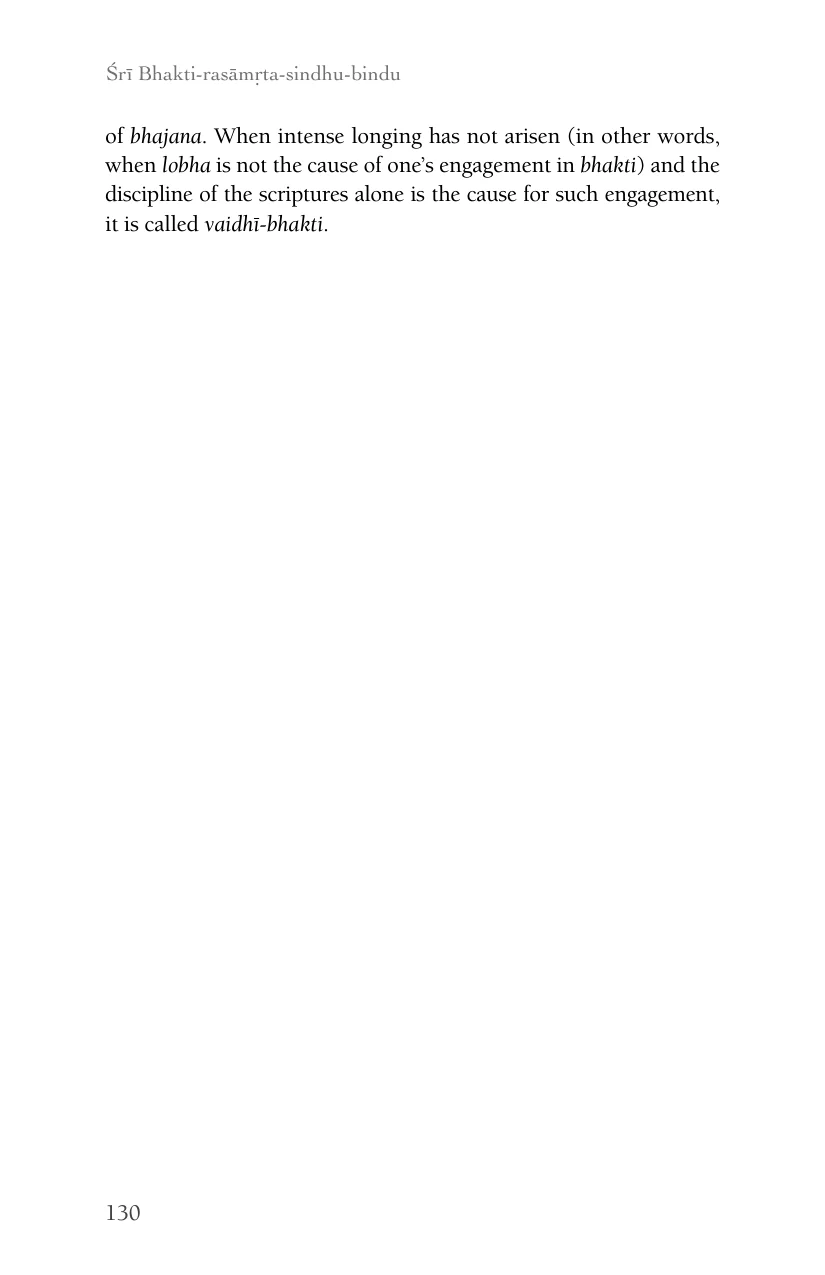 Śrī Bhakti-rasāmṛta-sindhu-bindu
of bhajana. When intense longing has not arisen (in other words,
when lobha is not the cause of one’s engagement in bhakti) and the
discipline of the scriptures alone is the cause for such engagement,
it is called vaidhī-bhakti.
130